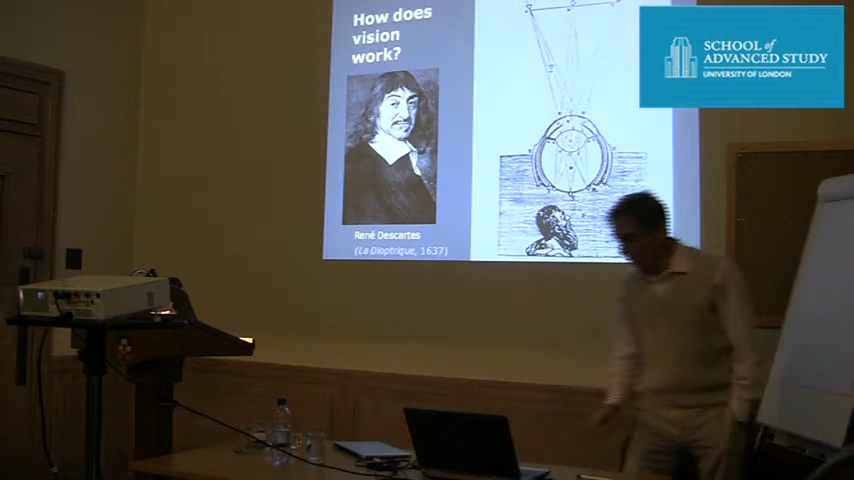 How does
vision
work?
René Descartes
(La Dioptrique, 1637)
SCHOOL of
ADVANCED STUDY
UNIVERSITY OF LONDON